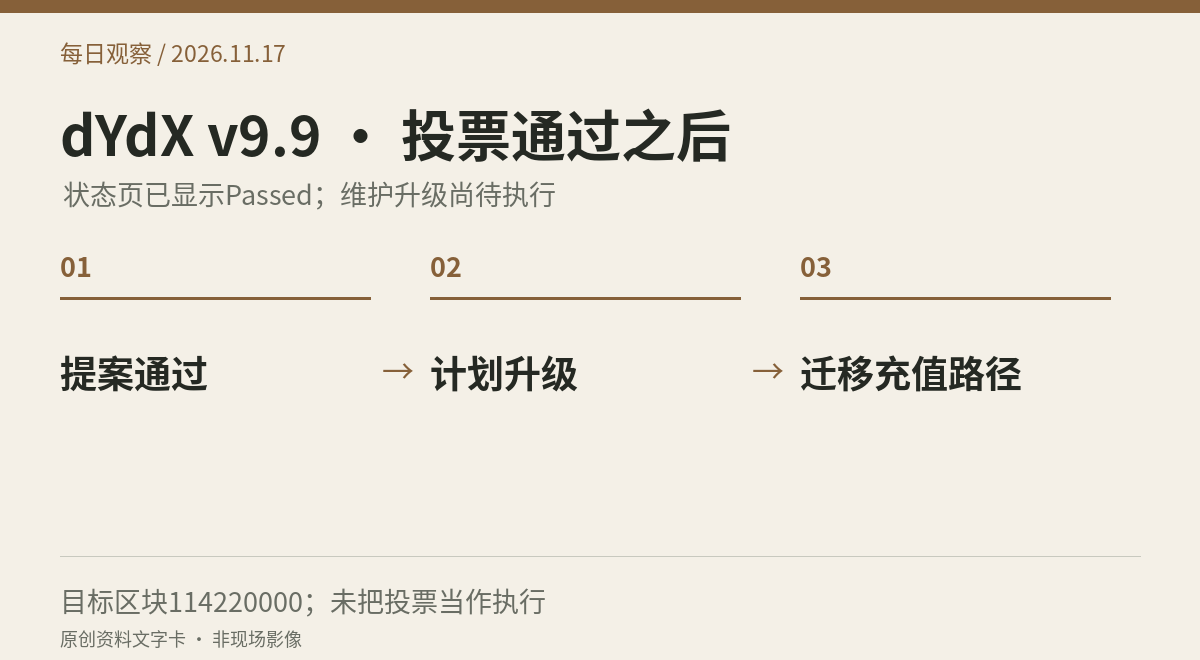 每日观察 / 2026.11.17
dYdX v9.9 · 投票通过之后
状态页已显示Passed；维护升级尚待执行
01
02
03
提案通过 → 计划升级 → 迁移充值路径
目标区块114220000；未把投票当作执行
原创资料文字卡 · 非现场影像